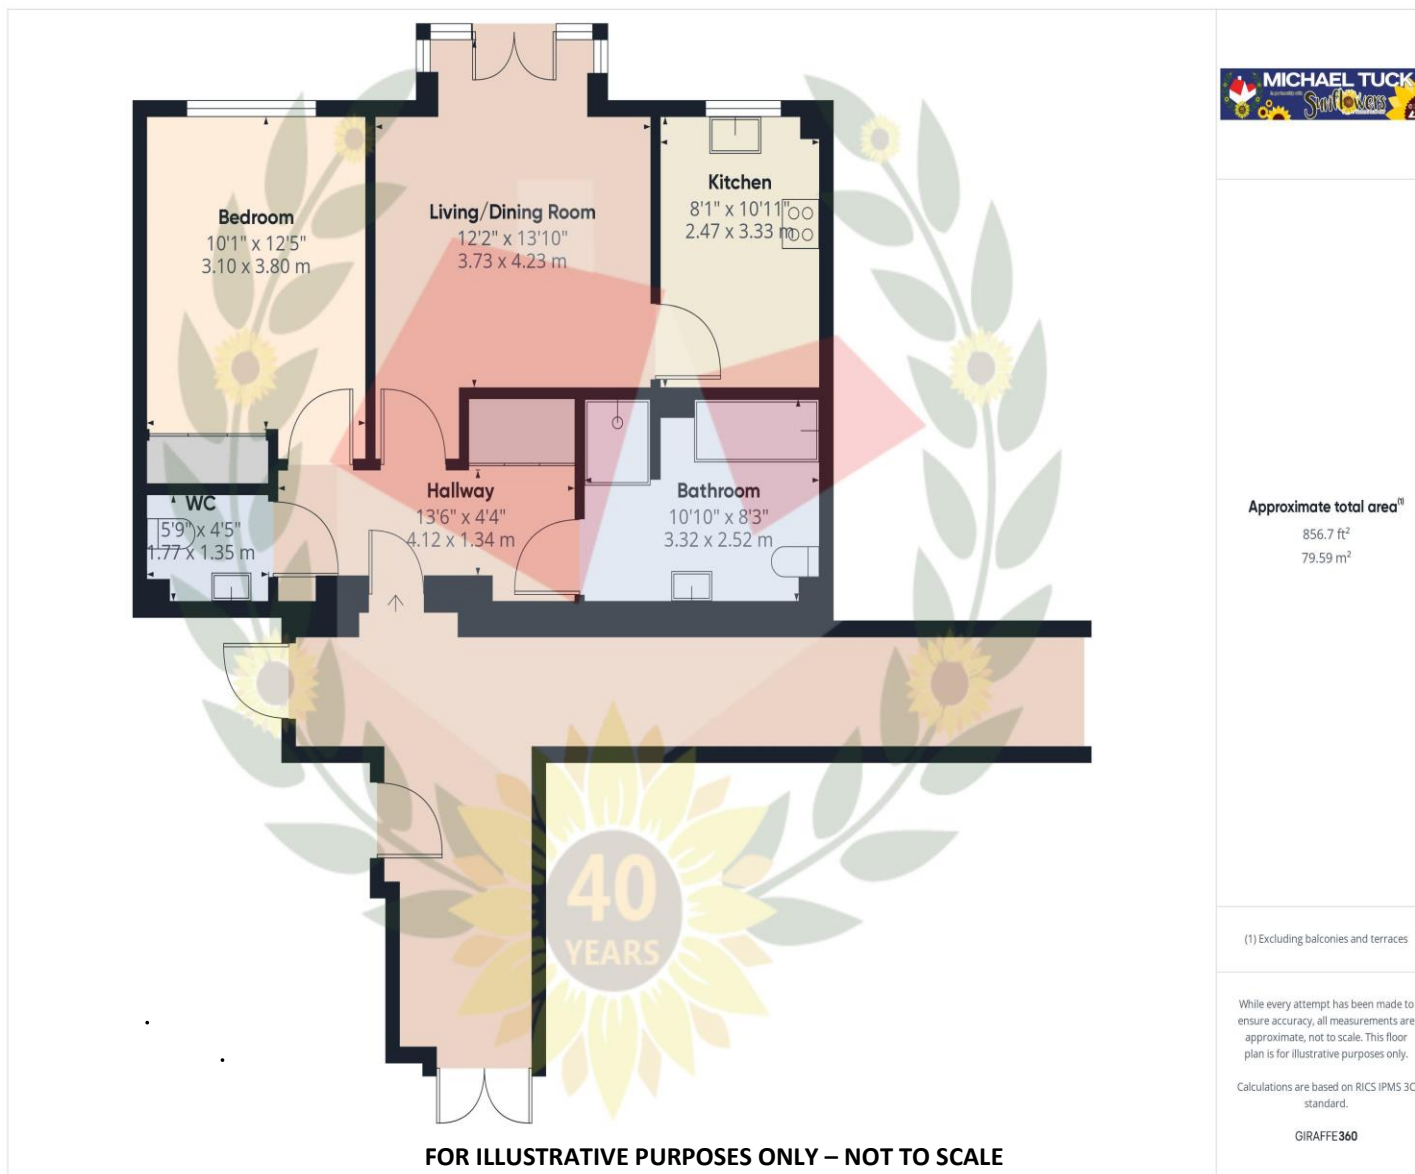 MICHAEL TUCK
in partnership with
Sunflowers
Bedroom
10'1" x 12'5"
3.10 x 3.80 m
Living/Dining Room
12'2" x 13'10"
3.73 x 4.23 m
Kitchen
8'1" x 10'11"
2.47 x 3.33 m
WC
5'9" x 4'5"
1.77 x 1.35 m
Hallway
13'6" x 4'4"
4.12 x 1.34 m
Bathroom
10'10" x 8'3"
3.32 x 2.52 m
40
YEARS
Approximate total area(1)
856.7 ft²
79.59 m²
(1) Excluding balconies and terraces
While every attempt has been made to
ensure accuracy, all measurements are
approximate, not to scale. This floor
plan is for illustrative purposes only.
Calculations are based on RICS IPMS 3C
standard.
GIRAFFE360
FOR ILLUSTRATIVE PURPOSES ONLY – NOT TO SCALE